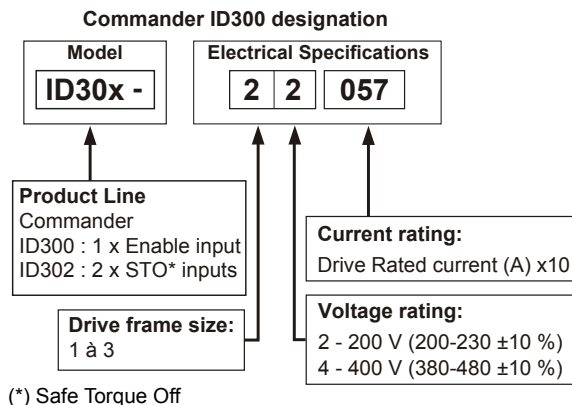 Commander ID300 designation
Model
Electrical Specifications
ID30x -
2 2 057
Product Line
Commander
ID300 : 1 x Enable input
ID302 : 2 x STO* inputs
Current rating:
Drive Rated current (A) x10
Drive frame size:
1 à 3
Voltage rating:
2 - 200 V (200-230 ±10 %)
4 - 400 V (380-480 ±10 %)
(*) Safe Torque Off